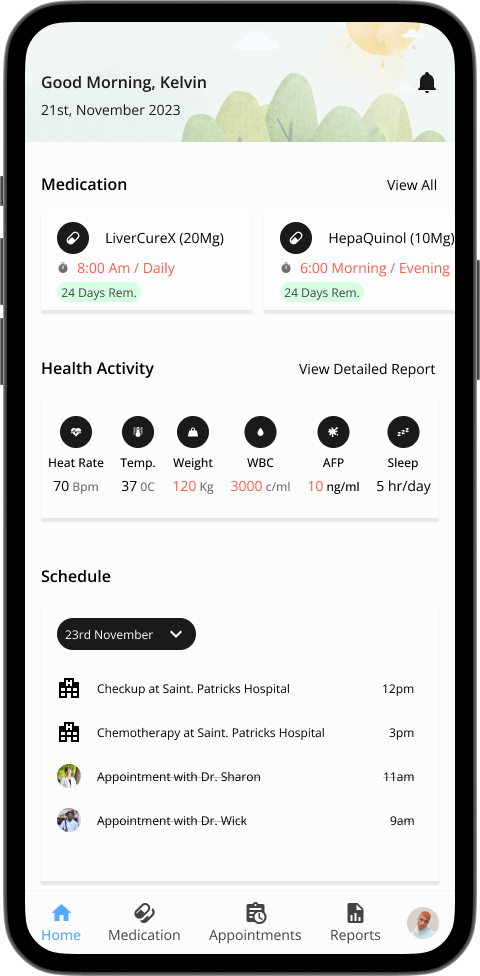 Good Morning, Kelvin
21st, November 2023
Medication
View All
LiverCureX (20Mg)
HepaQuinol (10Mg)
8:00 Am / Daily
6:00 Morning / Evening
24 Days Rem.
24 Days Rem.
Health Activity
View Detailed Report
zzz
Heat Rate Temp. Weight WBC AFP Sleep
70 Bpm 37 0C 120 Kg 3000 c/ml 10 ng/ml 5 hr/day
Schedule
23rd November
Checkup at Saint. Patricks Hospital 12pm
Chemotherapy at Saint. Patricks Hospital 3pm
Appointment with Dr. Sharon 11am
Appointment with Dr. Wick 9am
Home Medication Appointments Reports